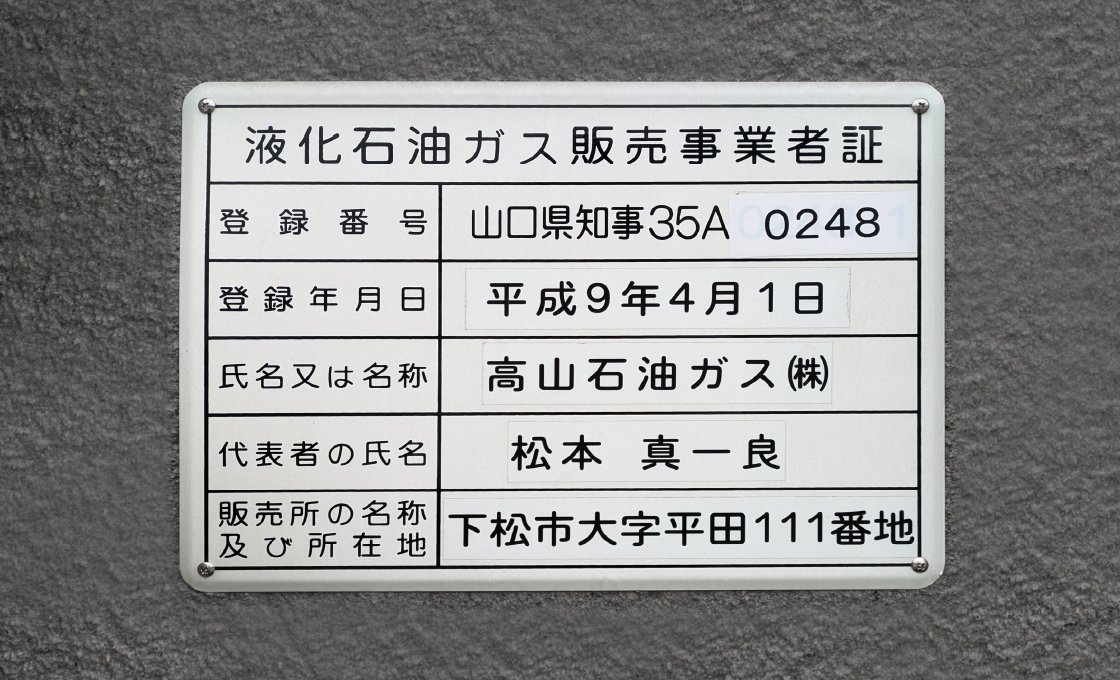 液化石油ガス販売事業者証
登録番号 山口県知事35A 0248
登録年月日 平成9年4月1日
氏名又は名称 高山石油ガス㈱
代表者の氏名 松本 真一良
販売所の名称
及び所在地 下松市大字平田111番地